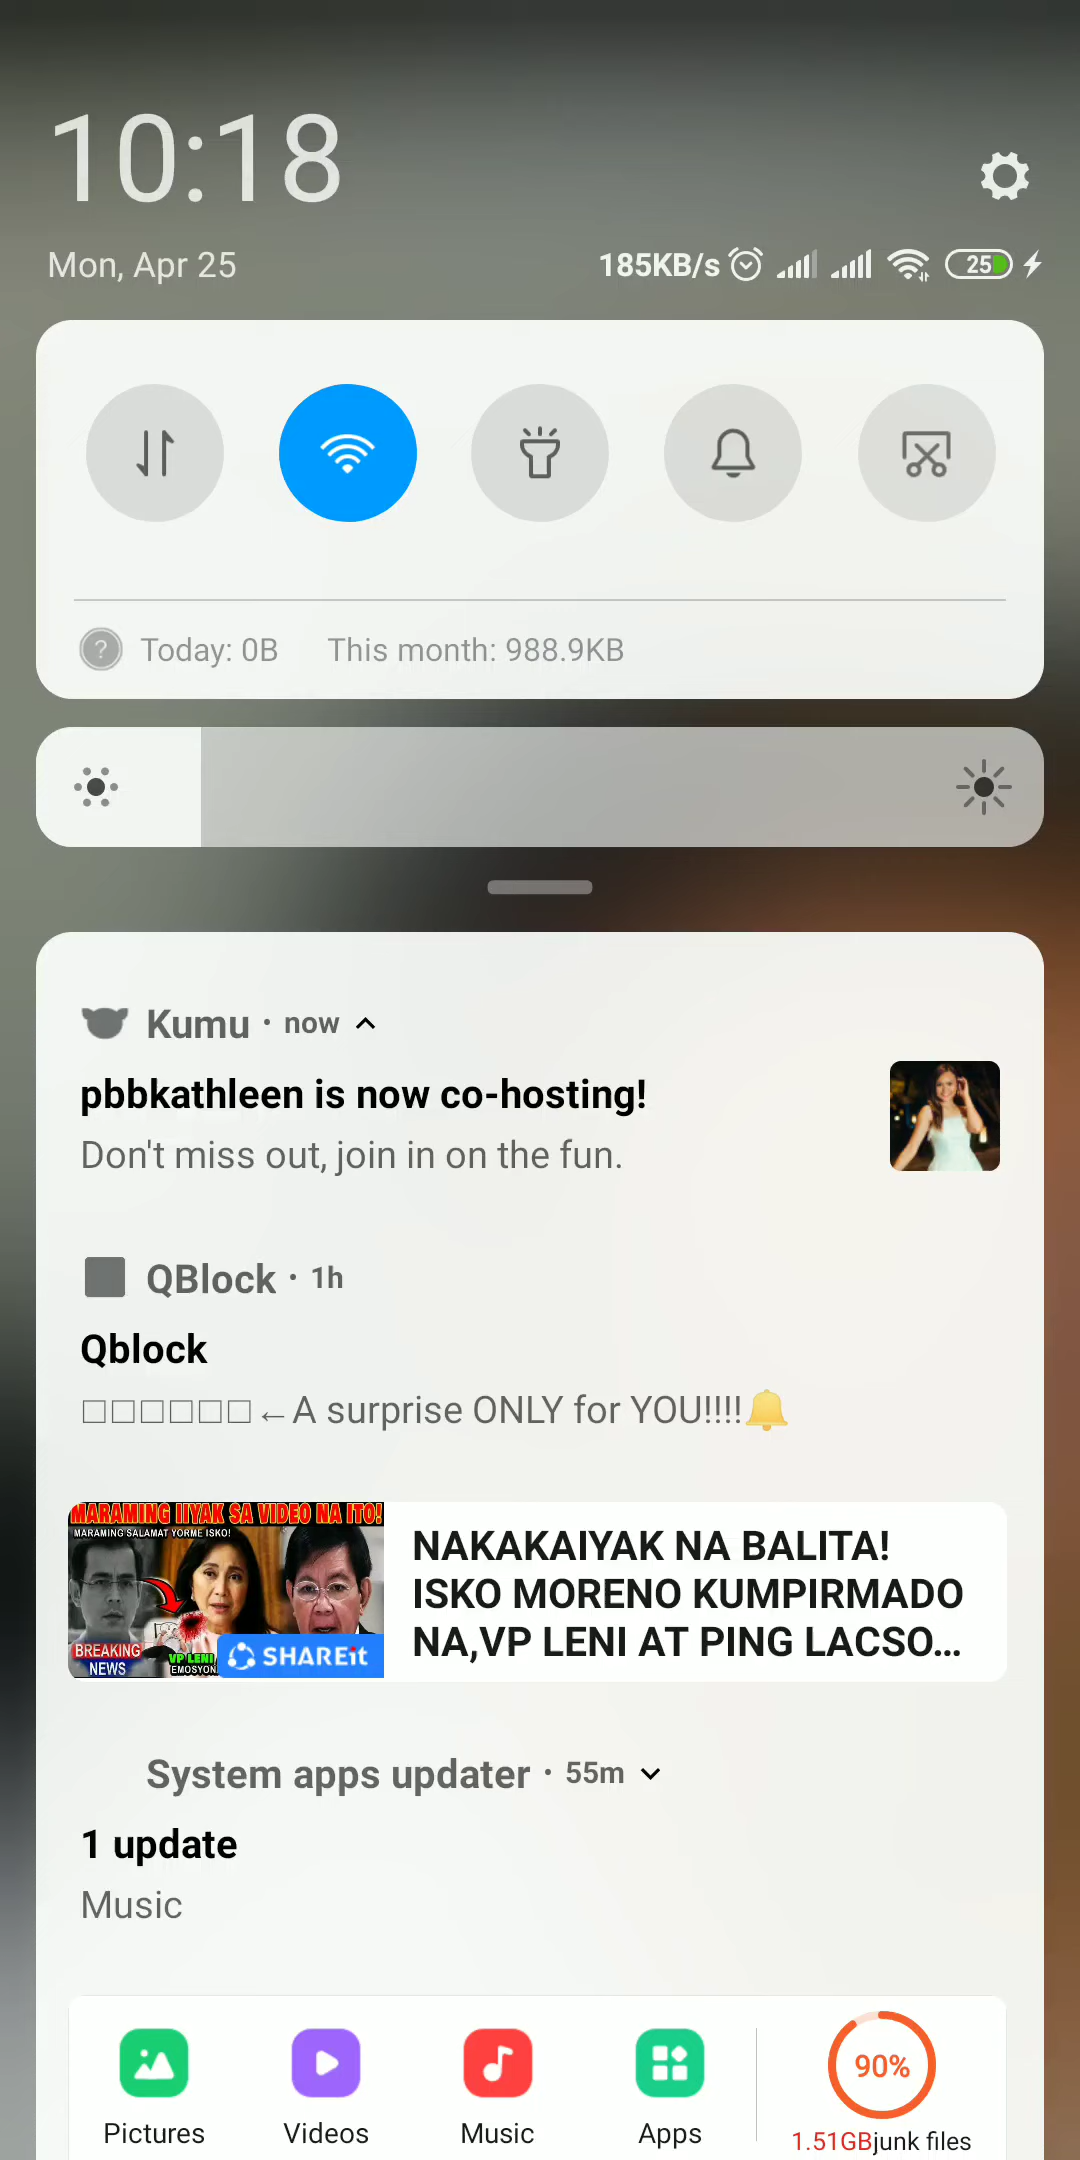 10:18
Mon, Apr 25
185KB/s
25
Today: 0B
This month: 988.9KB
Kumu • now
pbbkathleen is now co-hosting!
Don't miss out, join in on the fun.
QBlock • 1h
Qblock
□□□□□□←A surprise ONLY for YOU!!!!🔔
MARAMING IIYAK SA VIDEO NA ITO!
MARAMING SALAMAT YORME ISKO!
BREAKING
NEWS
VP LENI
EMOSYON
SHAREit
NAKAKAIYAK NA BALITA!
ISKO MORENO KUMPIRMADO
NA,VP LENI AT PING LACSO...
System apps updater • 55m
1 update
Music
Pictures
Videos
Music
Apps
90%
1.51GBjunk files